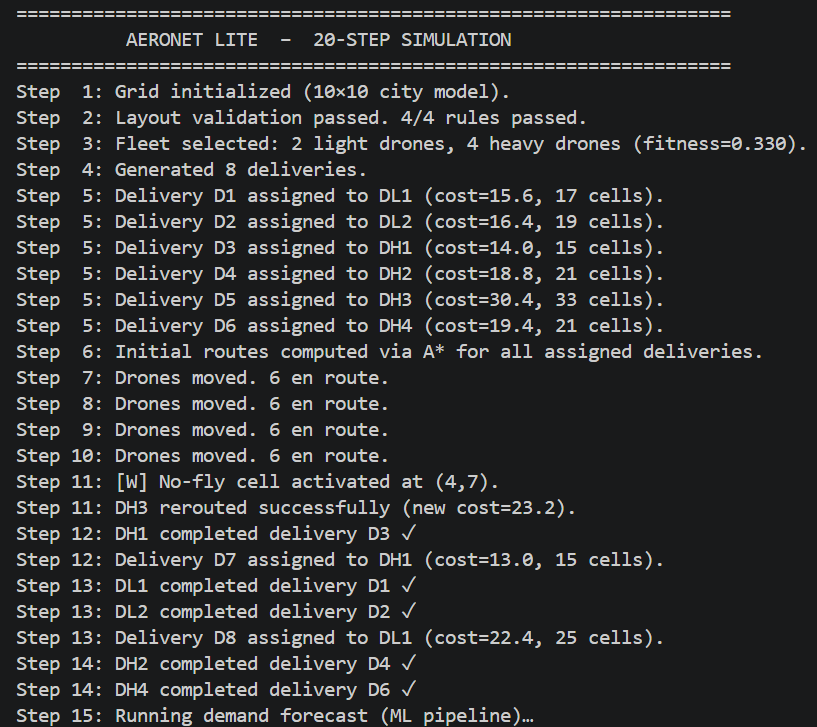 =================================================================
AERONET LITE  –  20-STEP SIMULATION
=================================================================
Step  1: Grid initialized (10×10 city model).
Step  2: Layout validation passed. 4/4 rules passed.
Step  3: Fleet selected: 2 light drones, 4 heavy drones (fitness=0.330).
Step  4: Generated 8 deliveries.
Step  5: Delivery D1 assigned to DL1 (cost=15.6, 17 cells).
Step  5: Delivery D2 assigned to DL2 (cost=16.4, 19 cells).
Step  5: Delivery D3 assigned to DH1 (cost=14.0, 15 cells).
Step  5: Delivery D4 assigned to DH2 (cost=18.8, 21 cells).
Step  5: Delivery D5 assigned to DH3 (cost=30.4, 33 cells).
Step  5: Delivery D6 assigned to DH4 (cost=19.4, 21 cells).
Step  6: Initial routes computed via A* for all assigned deliveries.
Step  7: Drones moved. 6 en route.
Step  8: Drones moved. 6 en route.
Step  9: Drones moved. 6 en route.
Step 10: Drones moved. 6 en route.
Step 11: [W] No-fly cell activated at (4,7).
Step 11: DH3 rerouted successfully (new cost=23.2).
Step 12: DH1 completed delivery D3 ✓
Step 12: Delivery D7 assigned to DH1 (cost=13.0, 15 cells).
Step 13: DL1 completed delivery D1 ✓
Step 13: DL2 completed delivery D2 ✓
Step 13: Delivery D8 assigned to DL1 (cost=22.4, 25 cells).
Step 14: DH2 completed delivery D4 ✓
Step 14: DH4 completed delivery D6 ✓
Step 15: Running demand forecast (ML pipeline)…